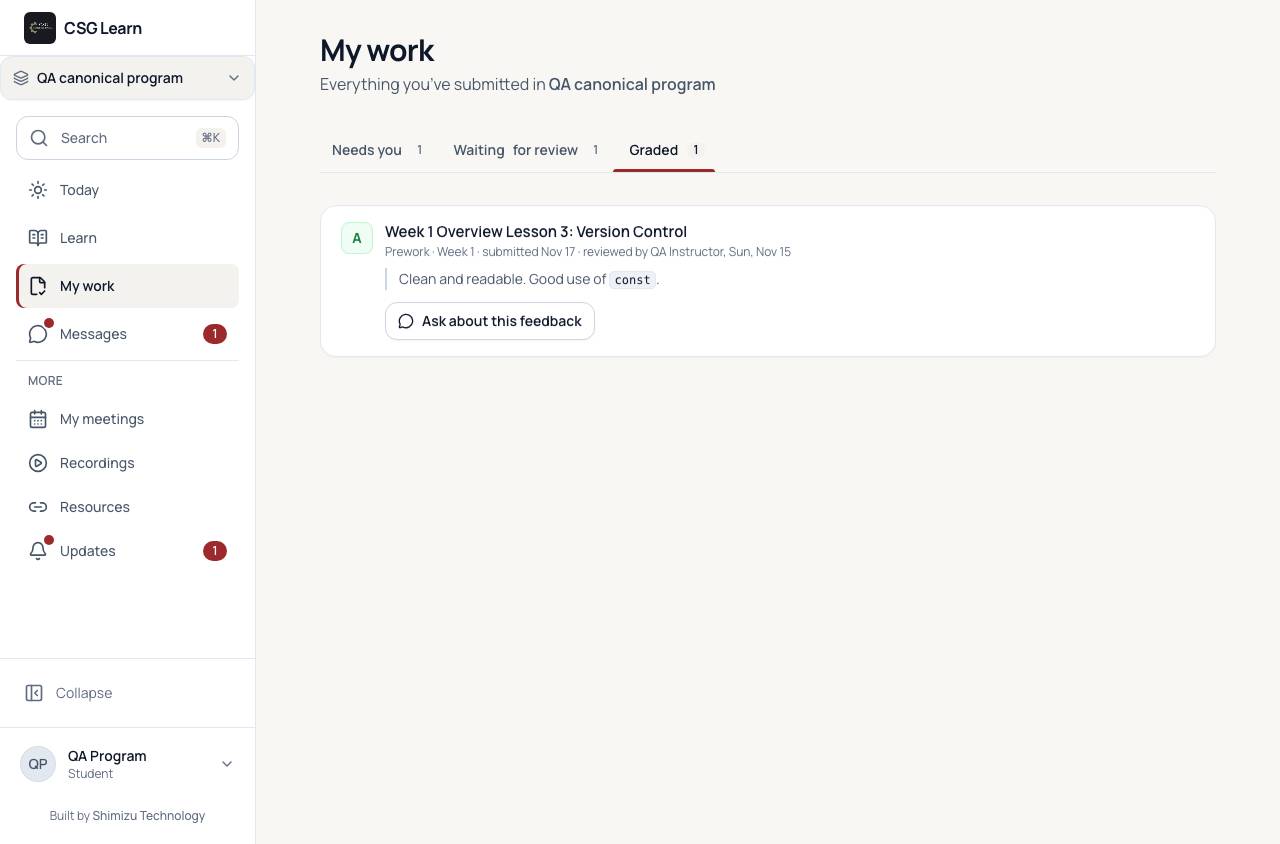 CSG Learn
QA canonical program
Search ⌘K
Today
Learn
My work
Messages 1
MORE
My meetings
Recordings
Resources
Updates 1
Collapse
QP
QA Program
Student
Built by Shimizu Technology
My work
Everything you've submitted in QA canonical program
Needs you 1 Waiting for review 1 Graded 1
A
Week 1 Overview Lesson 3: Version Control
Prework · Week 1 · submitted Nov 17 · reviewed by QA Instructor, Sun, Nov 15
Clean and readable. Good use of const.
Ask about this feedback